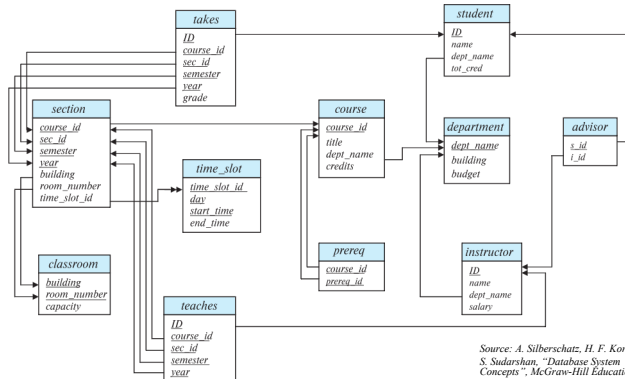 takes
ID
course_id
sec_id
semester
year
grade
student
ID
name
dept_name
tot_cred
section
course_id
sec_id
semester
year
building
room_number
time_slot_id
course
course_id
title
dept_name
credits
department
dept_name
building
budget
advisor
s_id
i_id
time_slot
time_slot_id
day
start_time
end_time
prereq
course_id
prereq_id
instructor
ID
name
dept_name
salary
classroom
building
room_number
capacity
teaches
ID
course_id
sec_id
semester
year
Source: A. Silberschatz, H. F. Kor
S. Sudarshan, "Database System
Concepts", McGraw-Hill Éducati